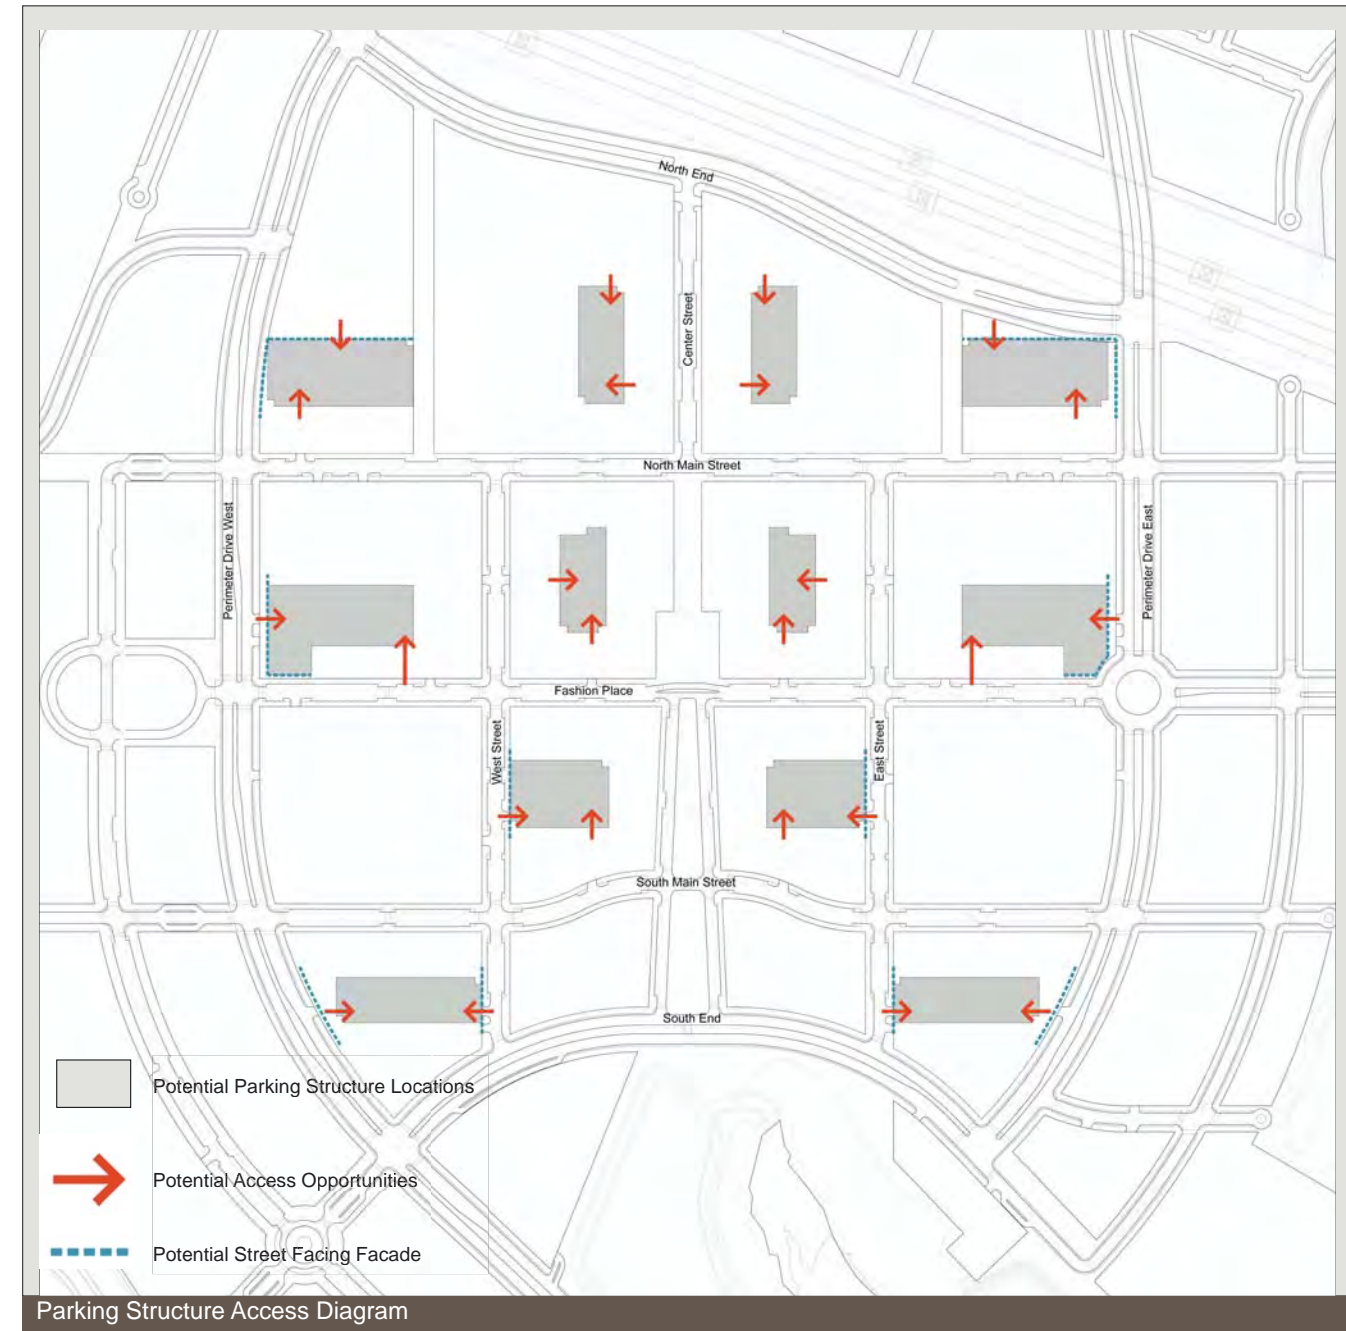 North End
Center Street
North Main Street
Perimeter Drive West
Perimeter Drive East
Fashion Place
West Street
East Street
South Main Street
South End
Potential Parking Structure Locations
Potential Access Opportunities
Potential Street Facing Facade
Parking Structure Access Diagram